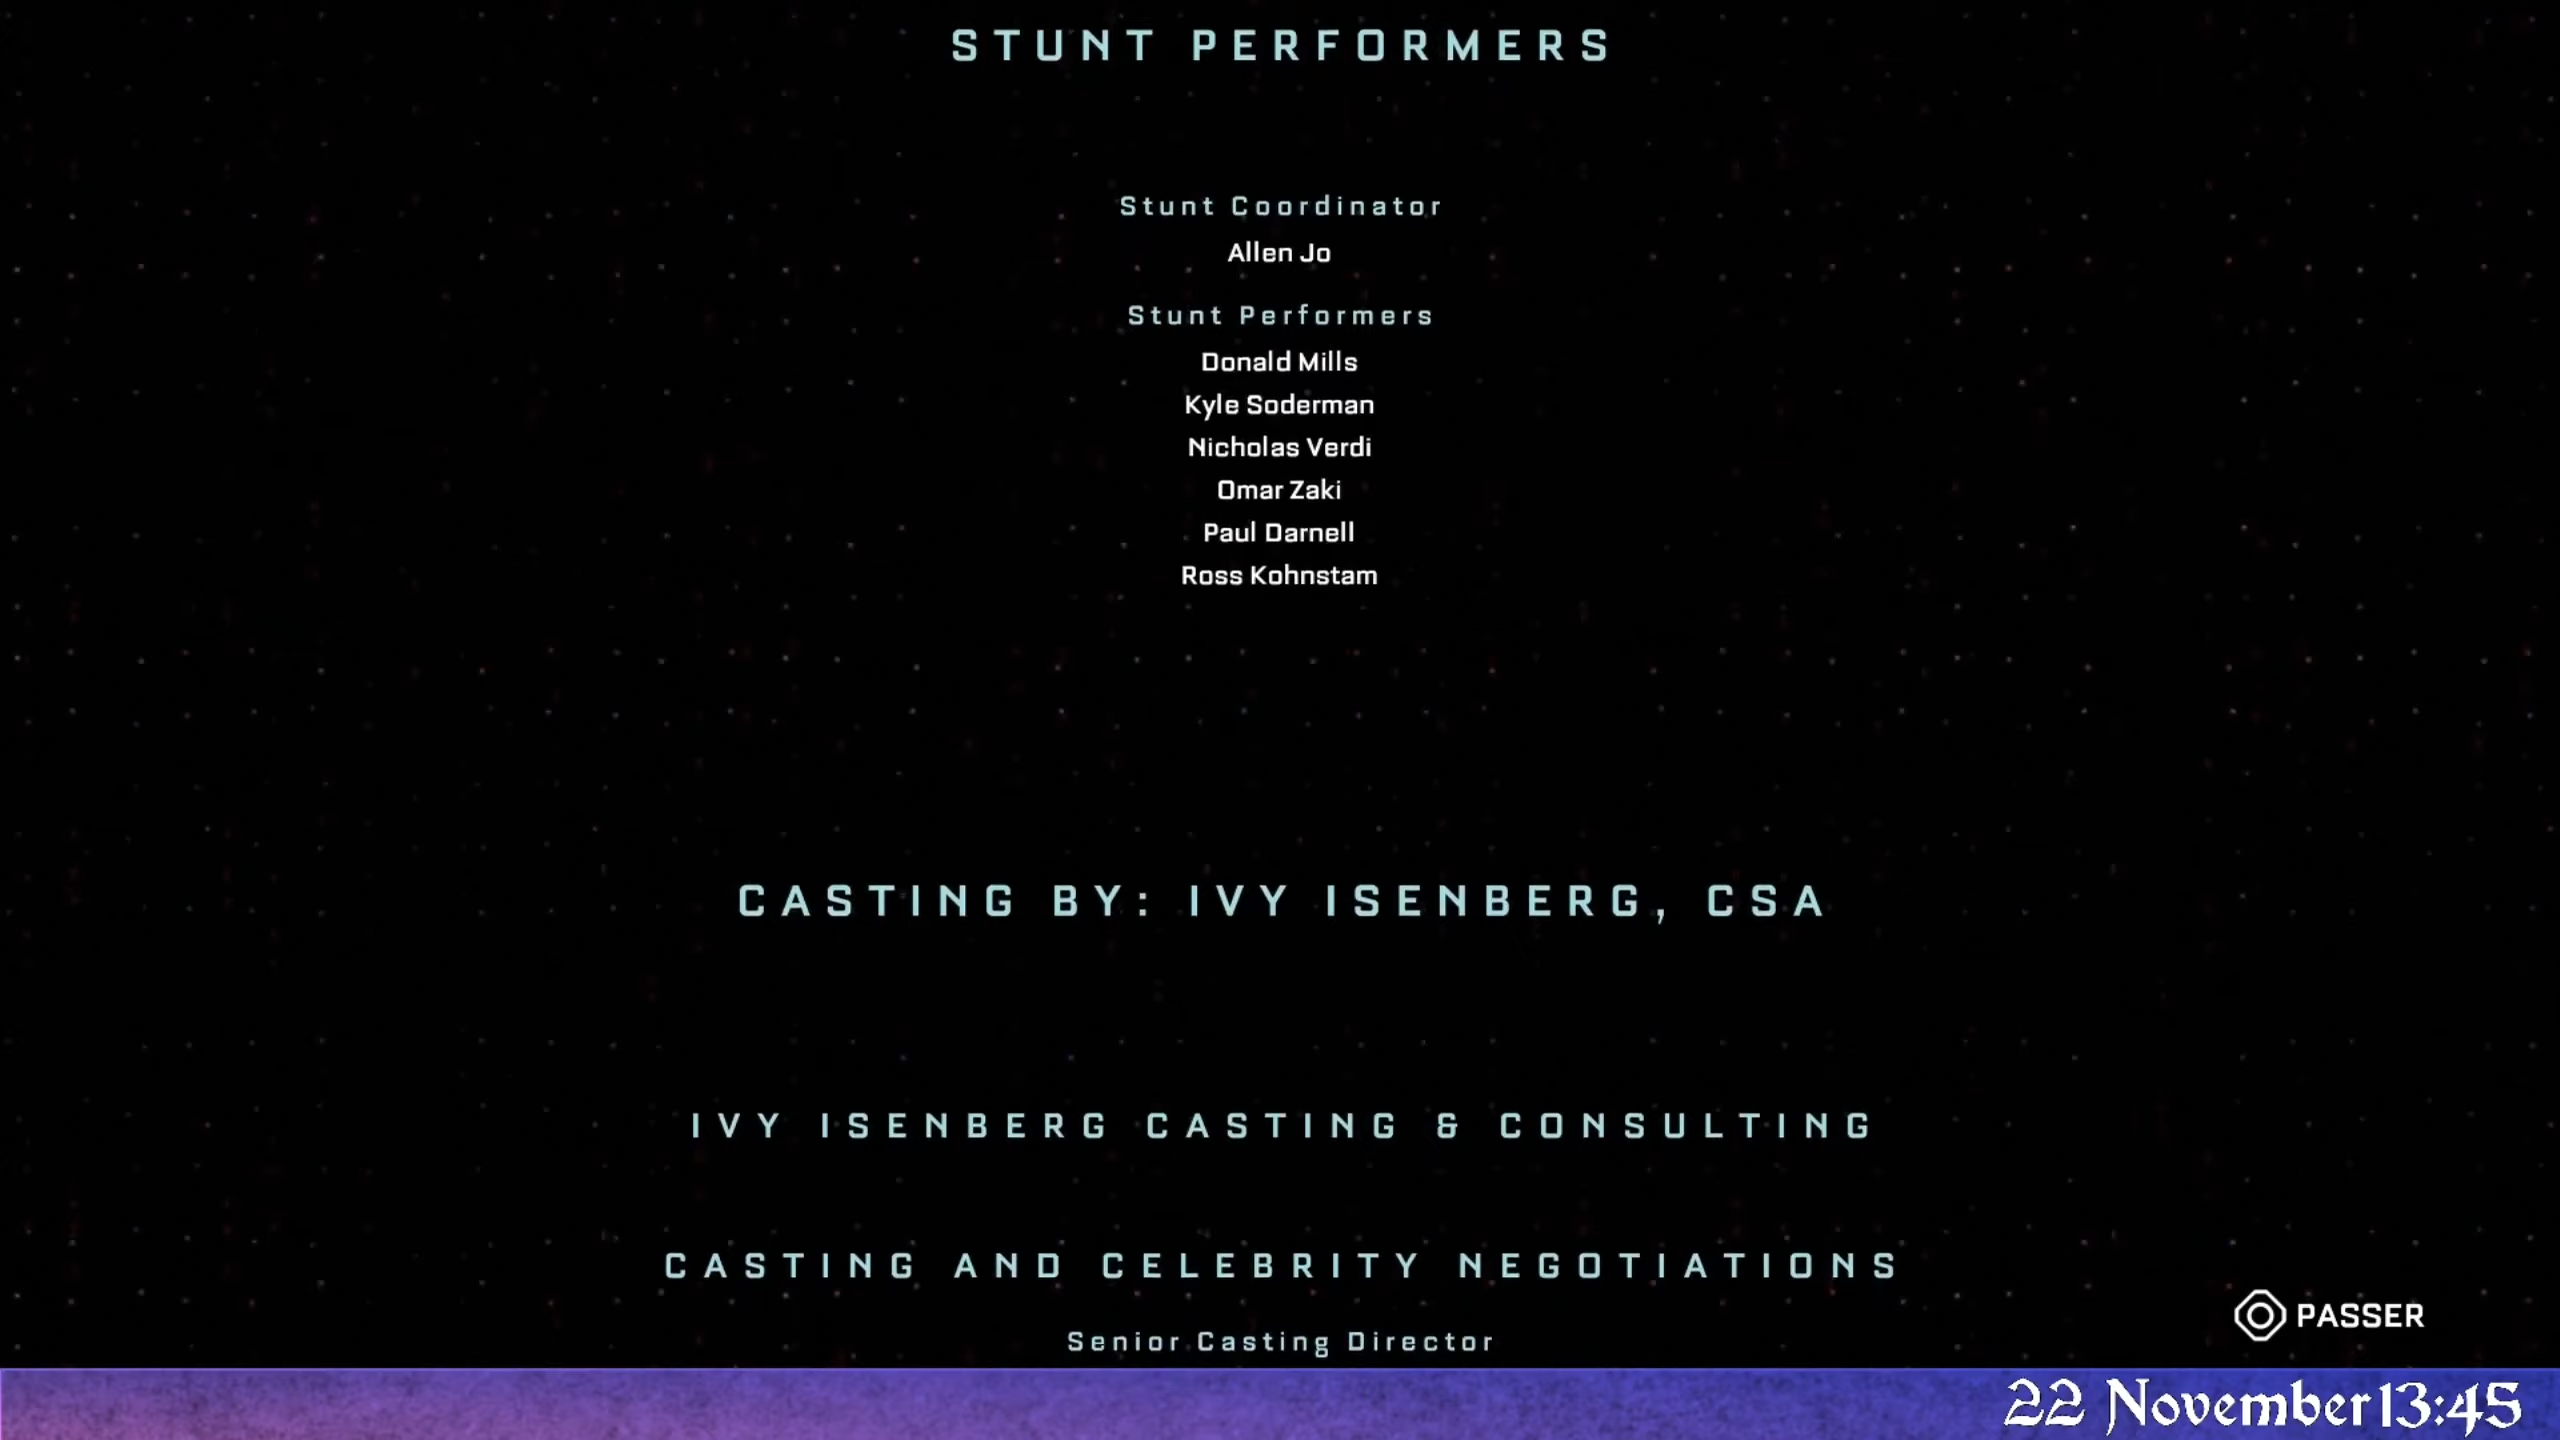 STUNT PERFORMERS
Stunt Coordinator
Allen Jo
Stunt Performers
Donald Mills
Kyle Soderman
Nicholas Verdi
Omar Zaki
Paul Darnell
Ross Kohnstam
CASTING BY: IVY ISENBERG, CSA
IVY ISENBERG CASTING & CONSULTING
CASTING AND CELEBRITY NEGOTIATIONS
PASSER
Senior Casting Director
22 November 13:45